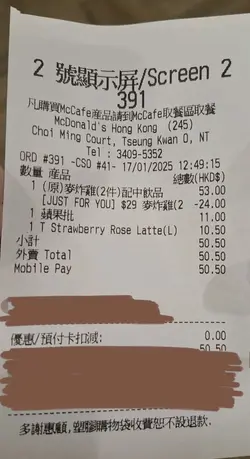 2 號顯示屏/Screen 2
391
凡購買McCafe產品請到McCafe取餐區取餐
McDonald's Hong Kong (245)
Choi Ming Court, Tseung Kwan O, NT
Tel : 3409-5352
ORD #391 -CSO #41- 17/01/2025 12:49:15
數量 產品 總數(HKD$)
1 (原)麥炸雞(2件)配中飲品 53.00
[JUST FOR YOU] $29 麥炸雞(2 -24.00
1 蘋果批 11.00
1 T Strawberry Rose Latte(L) 10.50
小計 50.50
外賣 Total 50.50
Mobile Pay 50.50
優惠/預付卡扣減: 0.00
50.50
多謝惠顧,塑膠購物袋收費恕不設退款.